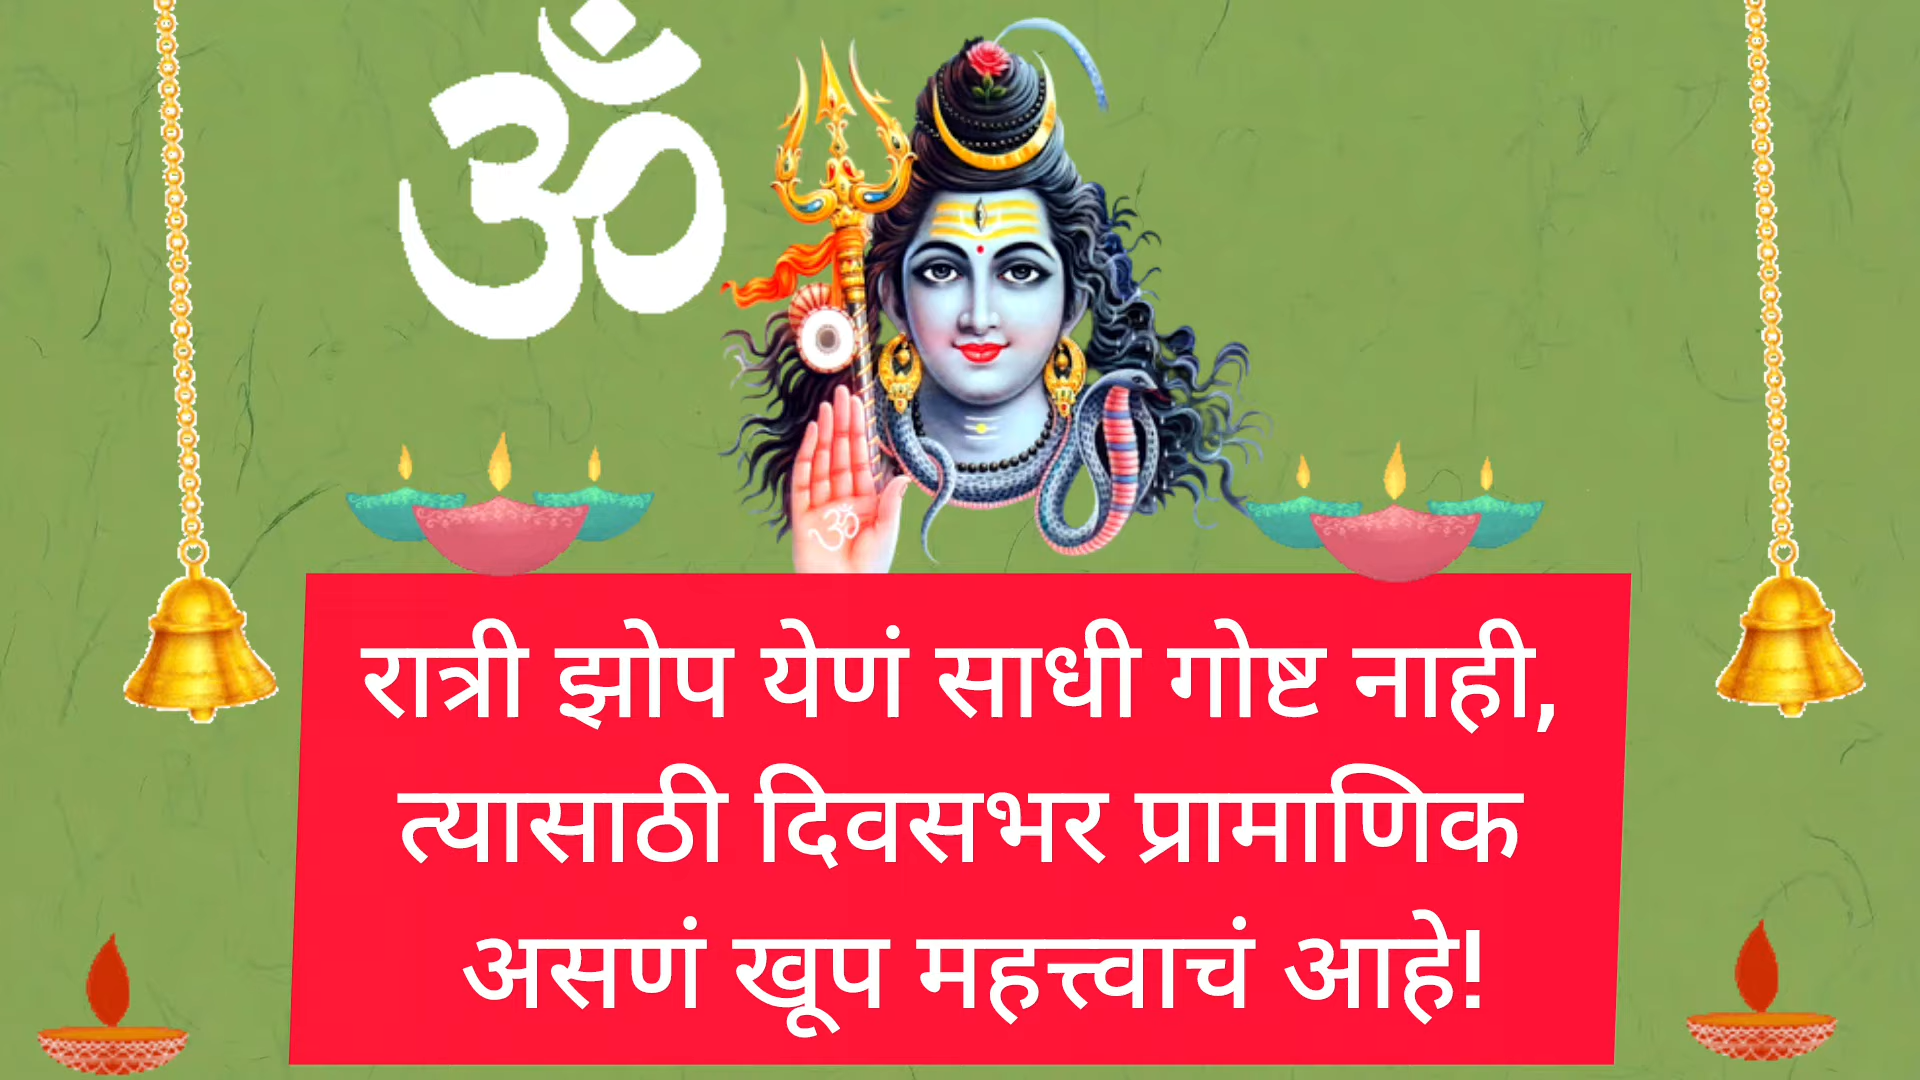 ॐ
ॐ
रात्री झोप येणं साधी गोष्ट नाही,
त्यासाठी दिवसभर प्रामाणिक
असणं खूप महत्त्वाचं आहे!